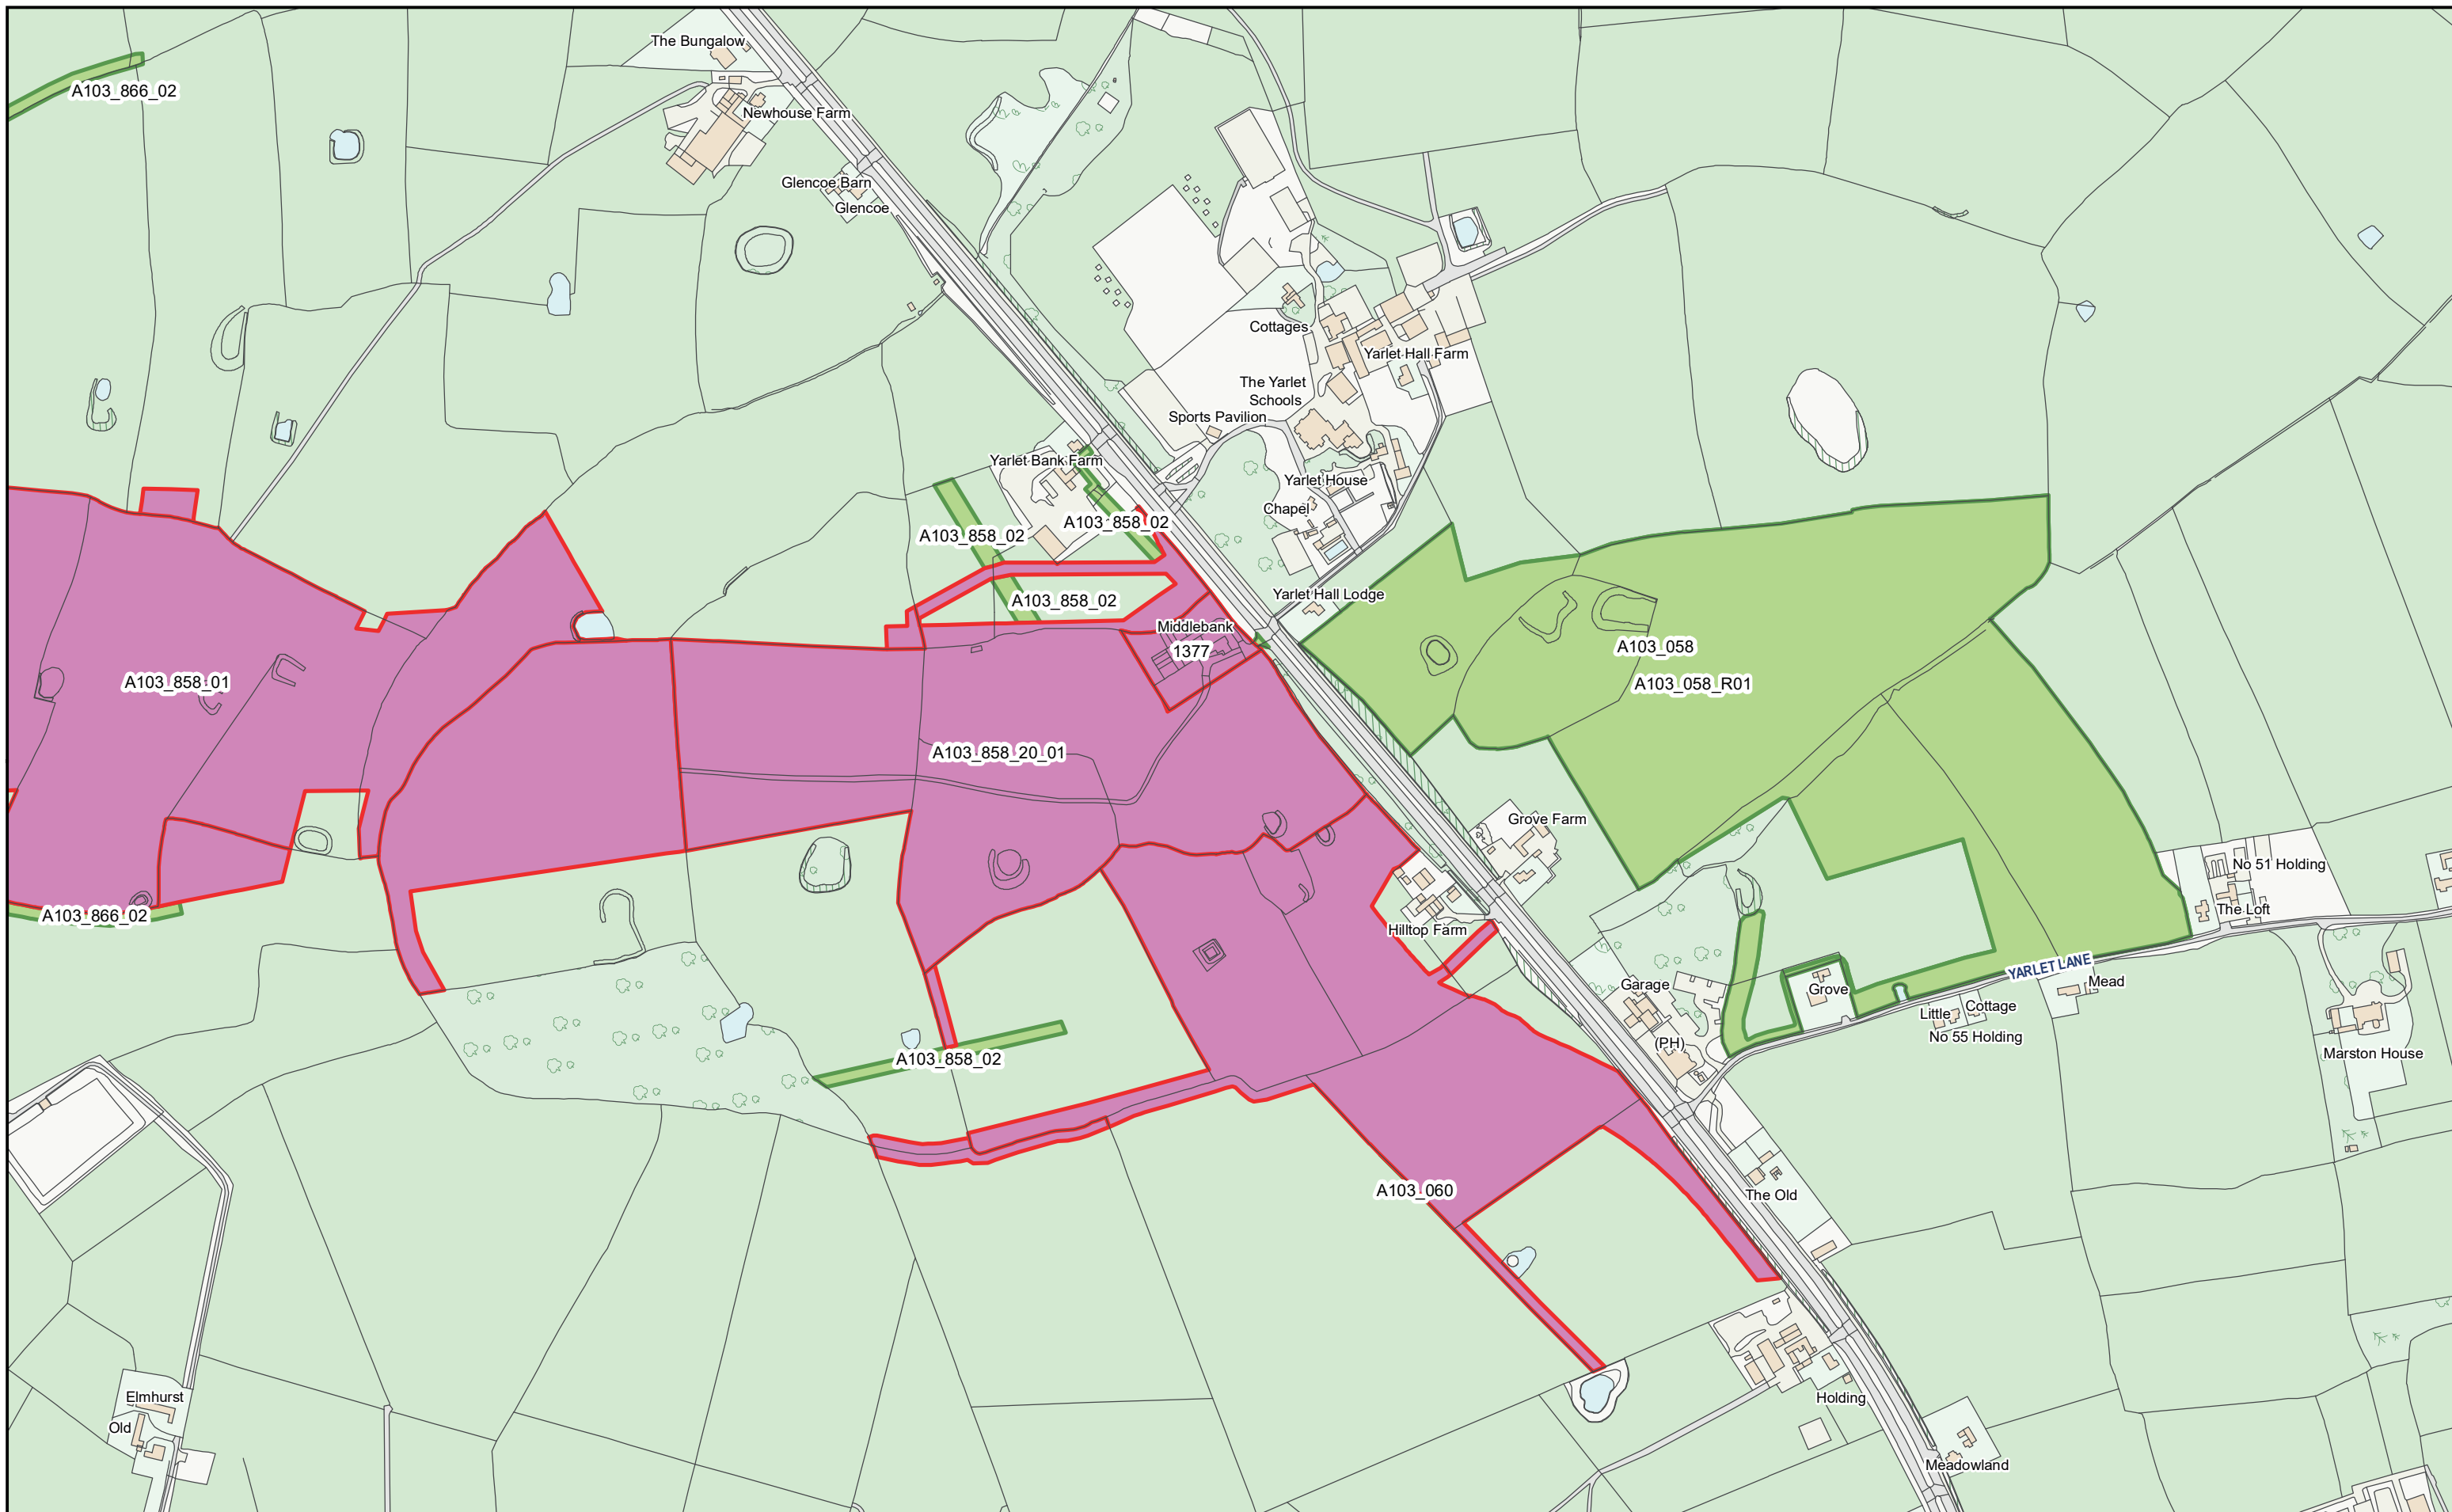 The Bungalow
A103_866_02
Newhouse Farm
Glencoe Barn
Glencoe
Cottages
Yarlet Hall Farm
The Yarlet
Schools
Sports Pavilion
Yarlet Bank Farm
Yarlet House
Chapel
A103_858_02
A103_858_02
Yarlet Hall Lodge
A103_858_02
Middlebank
1377
A103_058
A103_858_01
A103_058_R01
A103_858_20_01
Grove Farm
No 51 Holding
A103_866_02
The Loft
Hilltop Farm
YARLET LANE
Garage
Grove
Mead
Little
Cottage
No 55 Holding
(PH)
Marston House
A103_858_02
A103_060
The Old
Elmhurst
Holding
Old
Meadowland